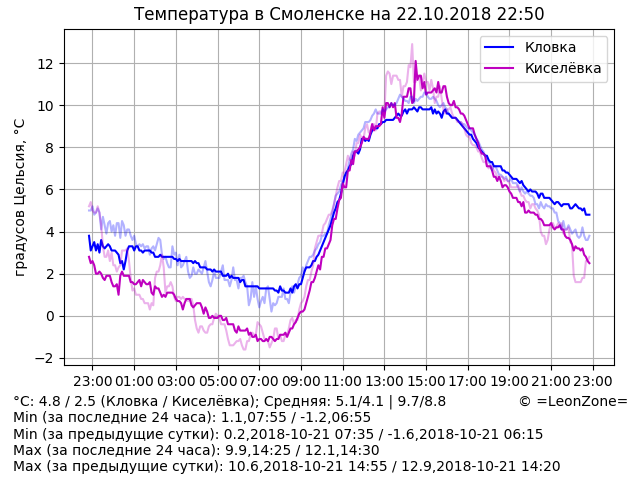 Температура в Смоленске на 22.10.2018 22:50
градусов Цельсия, °C
12
10
8
6
4
2
0
−2
Кловка
Киселёвка
23:00 01:00 03:00 05:00 07:00 09:00 11:00 13:00 15:00 17:00 19:00 21:00 23:00
°C: 4.8 / 2.5 (Кловка / Киселёвка); Средняя: 5.1/4.1 | 9.7/8.8 © =LeonZone=
Min (за последние 24 часа): 1.1,07:55 / -1.2,06:55
Min (за предыдущие сутки): 0.2,2018-10-21 07:35 / -1.6,2018-10-21 06:15
Max (за последние 24 часа): 9.9,14:25 / 12.1,14:30
Max (за предыдущие сутки): 10.6,2018-10-21 14:55 / 12.9,2018-10-21 14:20